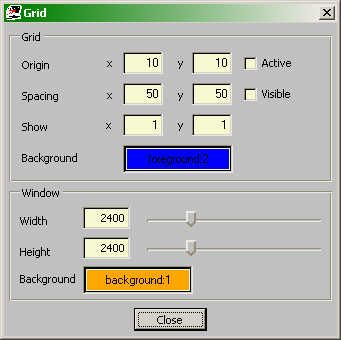 Grid
Grid
Origin x 10 y 10 Active
Spacing x 50 y 50 Visible
Show x 1 y 1
Background foreground:2
Window
Width 2400
Height 2400
Background background:1
Close